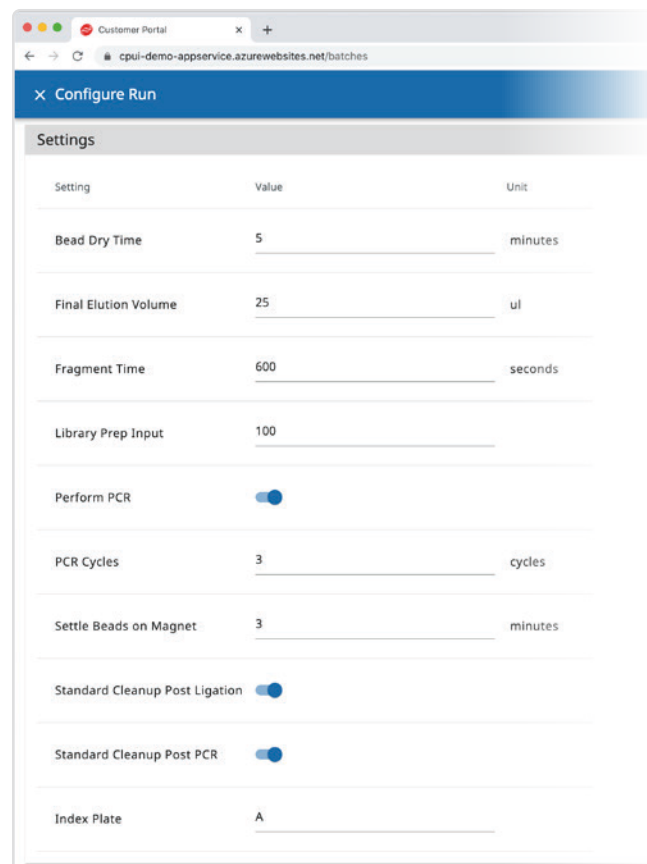 Customer Portal
cpui-demo-appservice.azurewebsites.net/batches
Configure Run
Settings
Setting Value Unit
Bead Dry Time 5 minutes
Final Elution Volume 25 ul
Fragment Time 600 seconds
Library Prep Input 100
Perform PCR
PCR Cycles 3 cycles
Settle Beads on Magnet 3 minutes
Standard Cleanup Post Ligation
Standard Cleanup Post PCR
Index Plate A